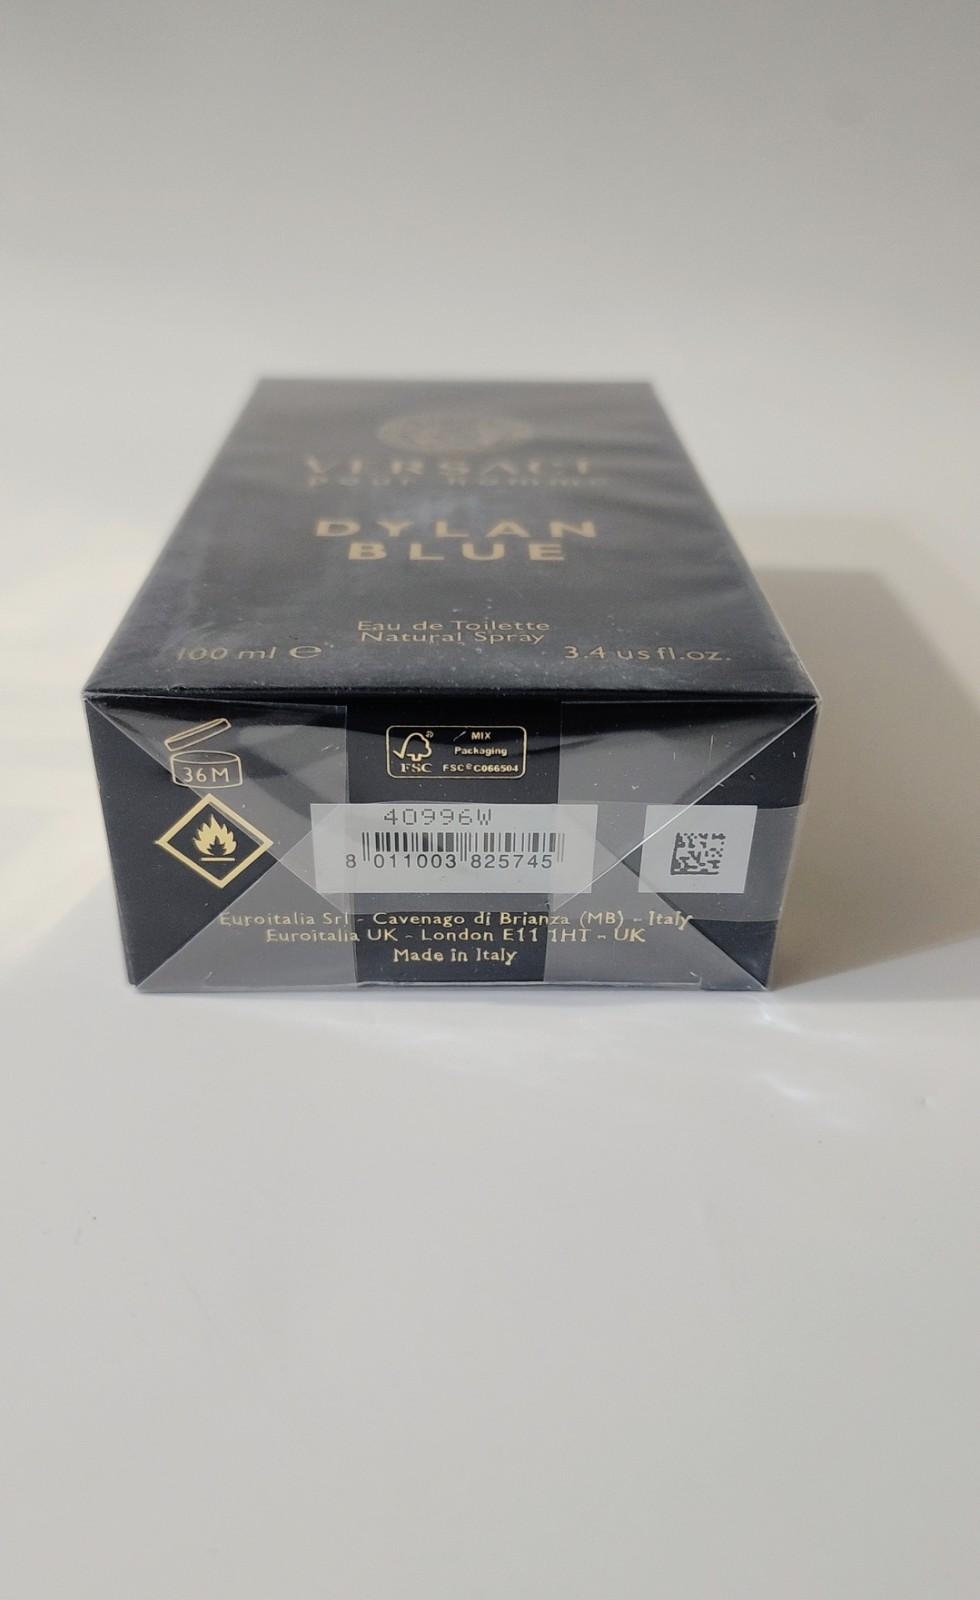 VERSACE
pour homme
DYLAN
BLUE
Eau de Toilette
Natural Spray
100 ml ℮
3.4 us fl.oz.
36M
MIX
Packaging
FSC
FSC® C066504
40996W
8 011003 825745
Euroitalia Srl - Cavenago di Brianza (MB) - Italy
Euroitalia UK - London E11 1HT - UK
Made in Italy